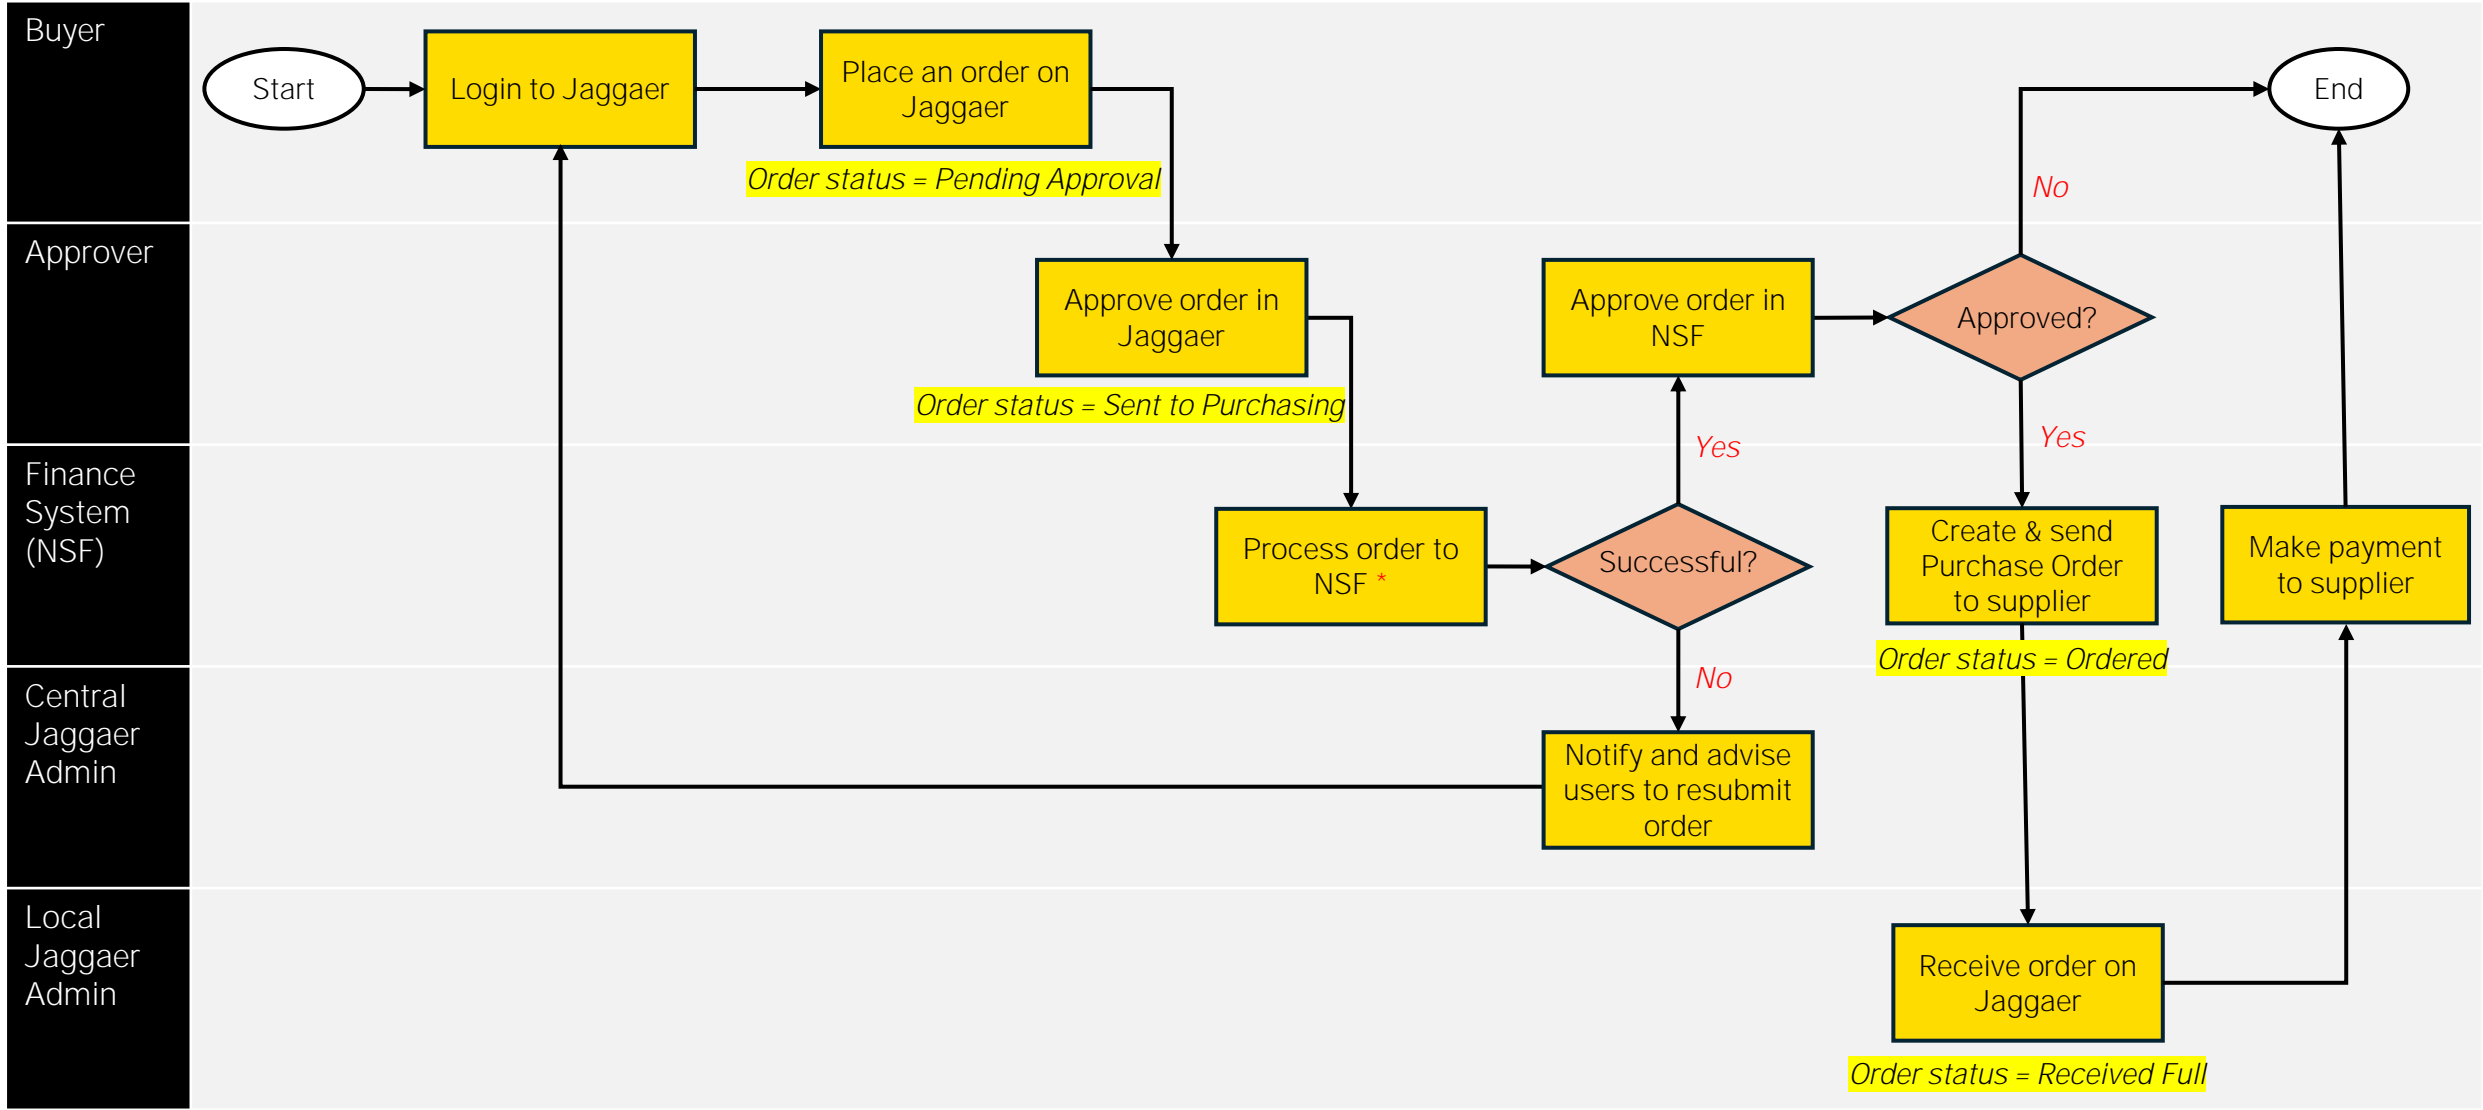 Buyer
Start
Login to Jaggaer
Place an order on
Jaggaer
End
Order status = Pending Approval
No
Approver
Approve order in
Jaggaer
Approve order in
NSF
Approved?
Order status = Sent to Purchasing
Yes
Yes
Finance
System
(NSF)
Process order to
NSF *
Successful?
Create & send
Purchase Order
to supplier
Make payment
to supplier
Order status = Ordered
No
Central
Jaggaer
Admin
Notify and advise
users to resubmit
order
Local
Jaggaer
Admin
Receive order on
Jaggaer
Order status = Received Full